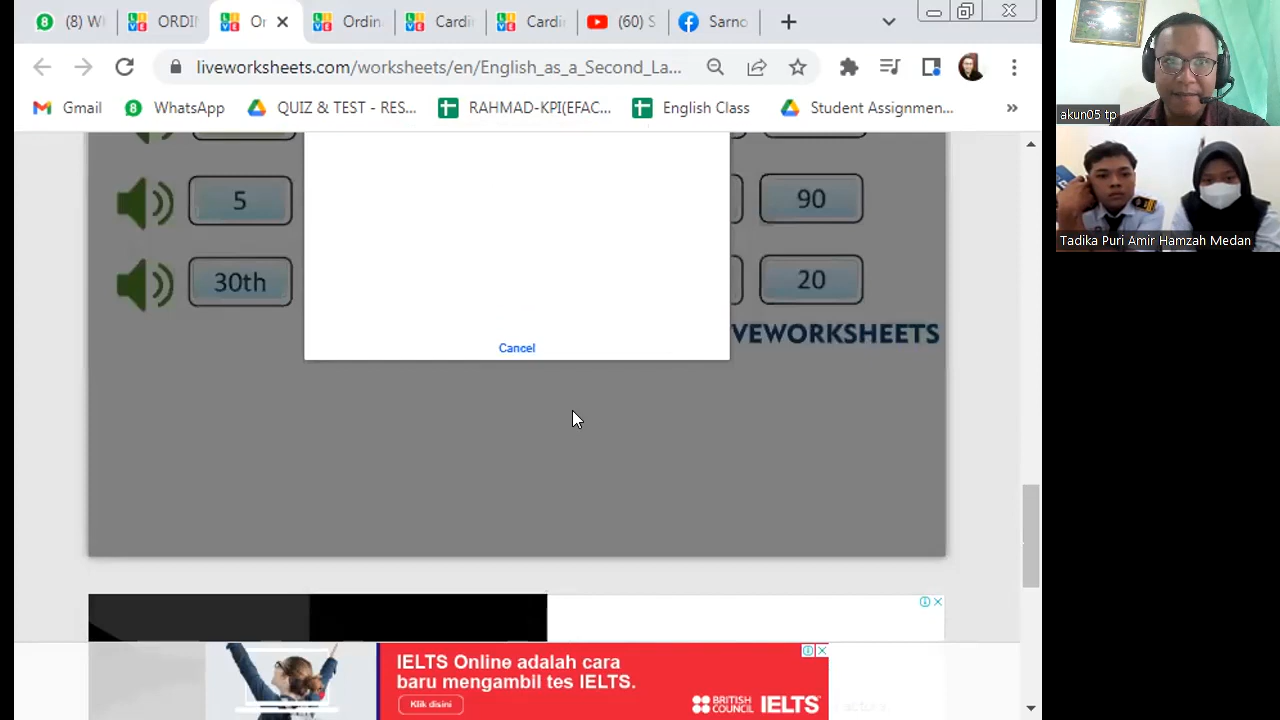 (8) W
ORDI
Or
Ordin
Cardi
Cardi
(60) S
Sarno
liveworksheets.com/worksheets/en/English_as_a_Second_La...
Gmail
WhatsApp
QUIZ & TEST - RES...
RAHMAD-KPI(EFAC...
English Class
Student Assignmen...
akun05 tp
Tadika Puri Amir Hamzah Medan
5
90
30th
20
VEWORKSHEETS
Cancel
IELTS Online adalah cara
baru mengambil tes IELTS.
Klik disini
BRITISH
COUNCIL
IELTS